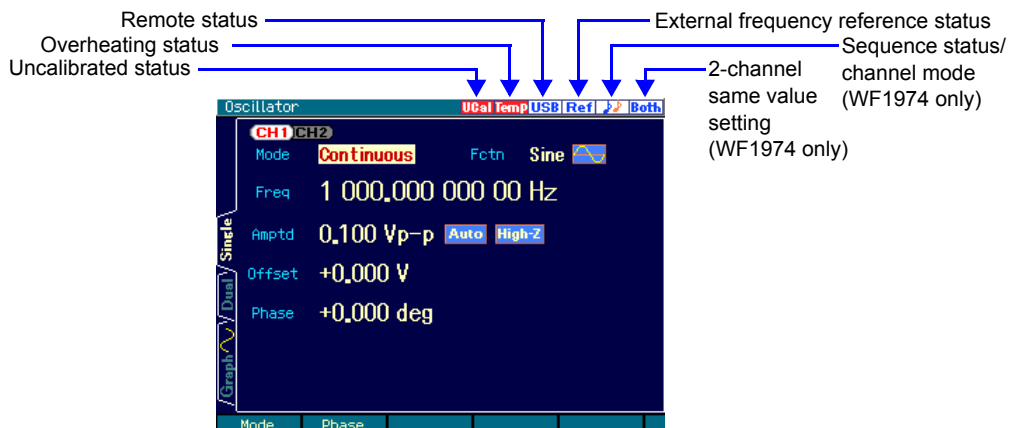 Remote status
External frequency reference status
Overheating status
Sequence status/
channel mode
(WF1974 only)
Uncalibrated status
2-channel
same value
setting
(WF1974 only)
Oscillator
UCal Temp USB Ref Both
CH1 CH2
Mode Continuous Fctn Sine
Freq 1 000.000 000 00 Hz
Amptd 0.100 Vp-p Auto High-Z
Offset +0.000 V
Phase +0.000 deg
Single
Dual
Graph
Mode Phase